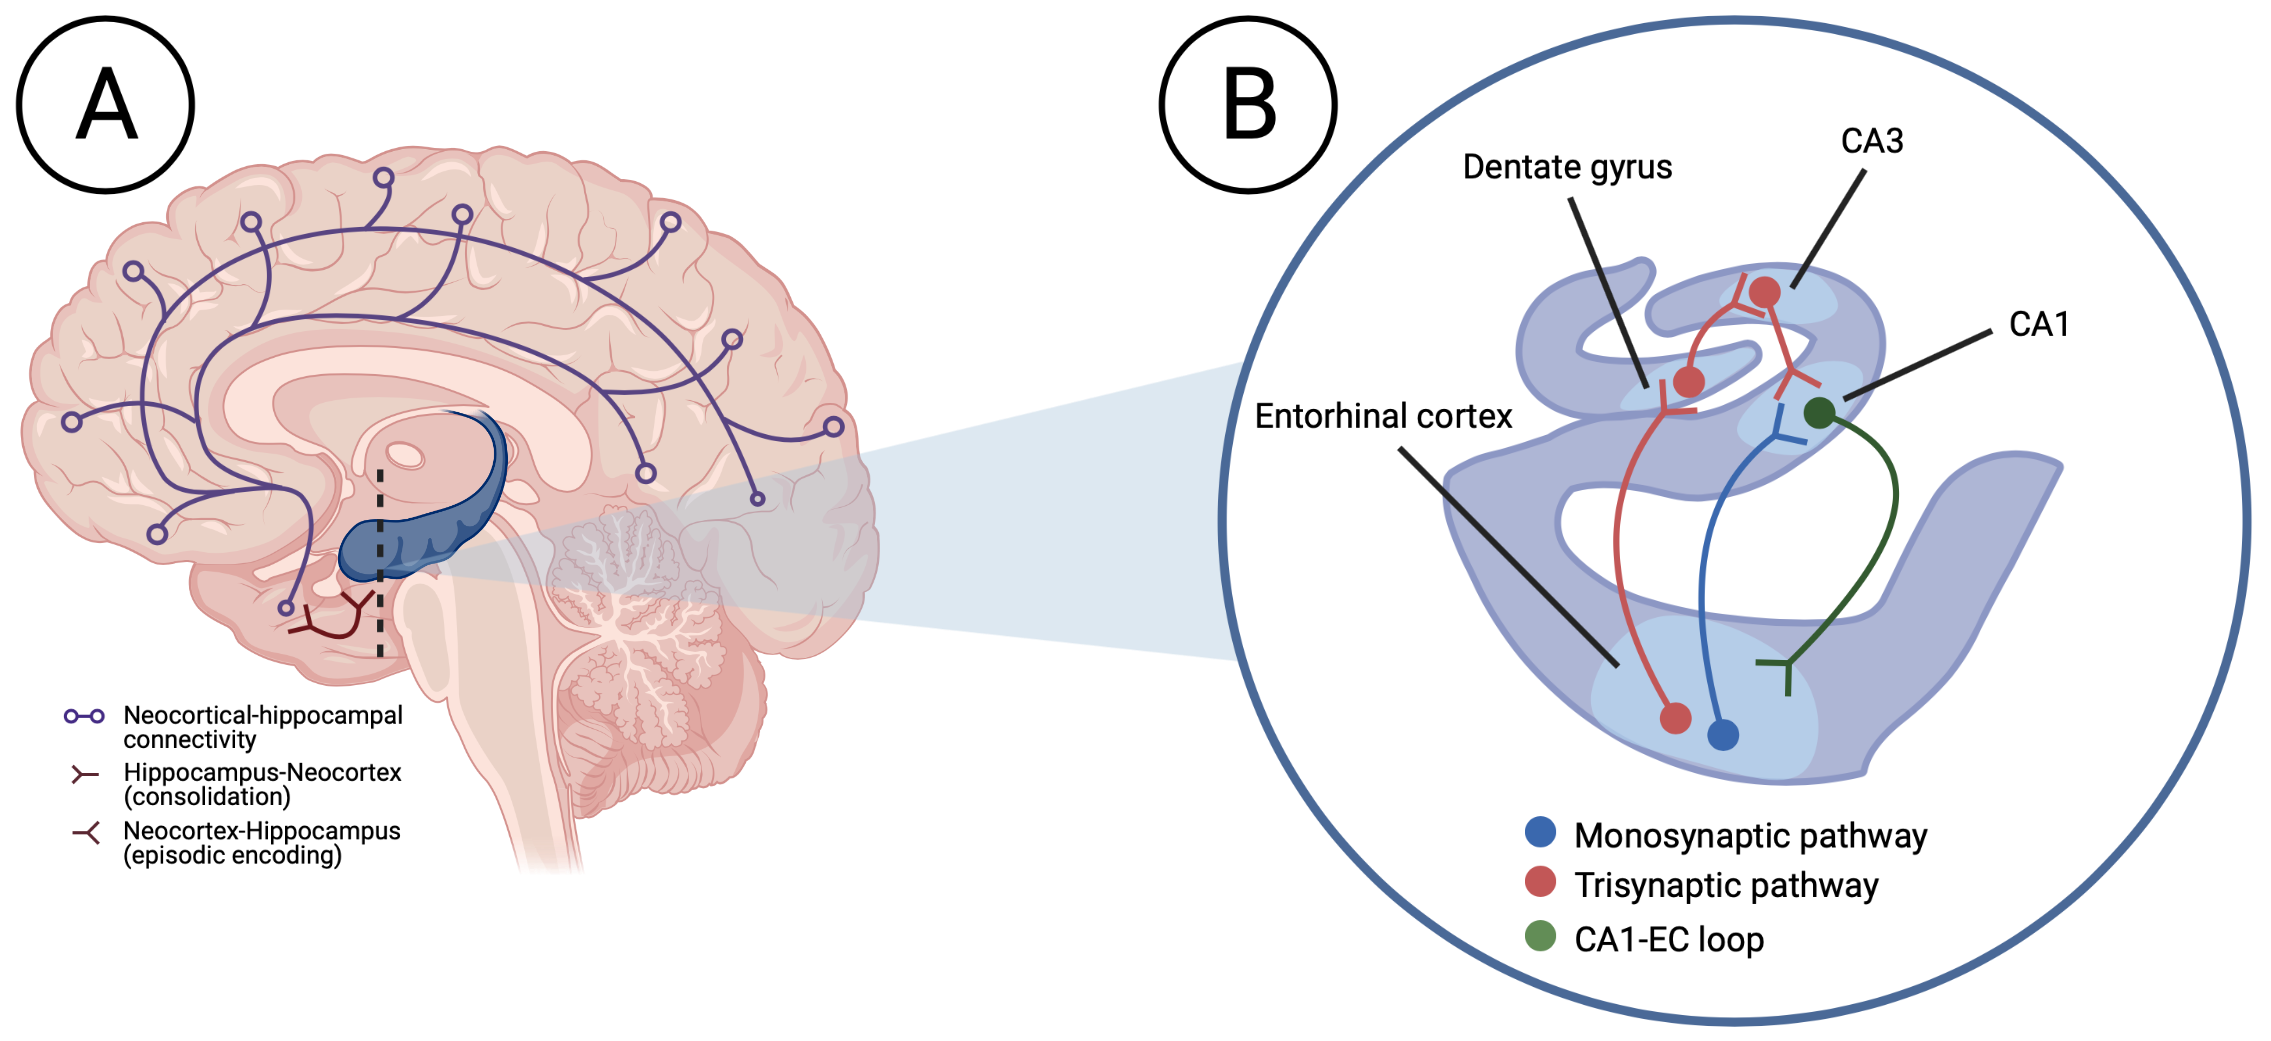 A
Neocortical-hippocampal
connectivity
Hippocampus-Neocortex
(consolidation)
Neocortex-Hippocampus
(episodic encoding)
B
CA3
Dentate gyrus
CA1
Entorhinal cortex
Monosynaptic pathway
Trisynaptic pathway
CA1-EC loop